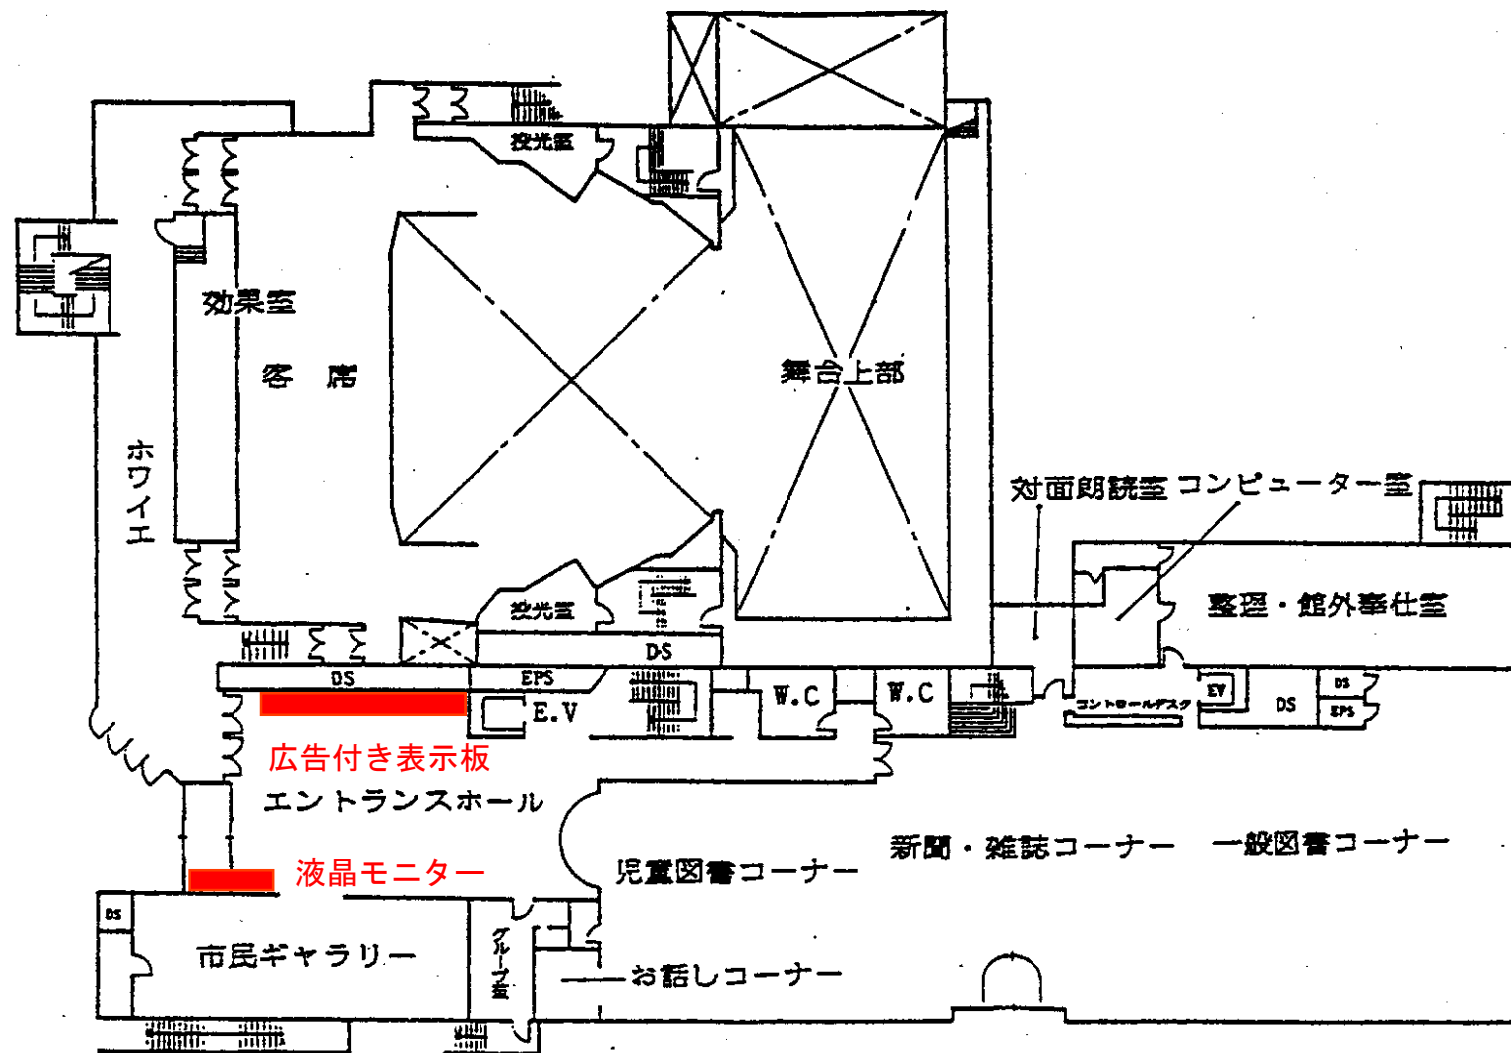 投光室
効果室
客席
舞台上部
ホワイエ
対面朗読室
コンピューター室
整理・館外奉仕室
投光室
DS
DS
EPS
E.V
W.C
W.C
コントロールデスク
EV
DS
DS
EPS
広告付き表示板
エントランスホール
新聞・雑誌コーナー
一般図書コーナー
液晶モニター
児童図書コーナー
DS
市民ギャラリー
グループ室
お話しコーナー